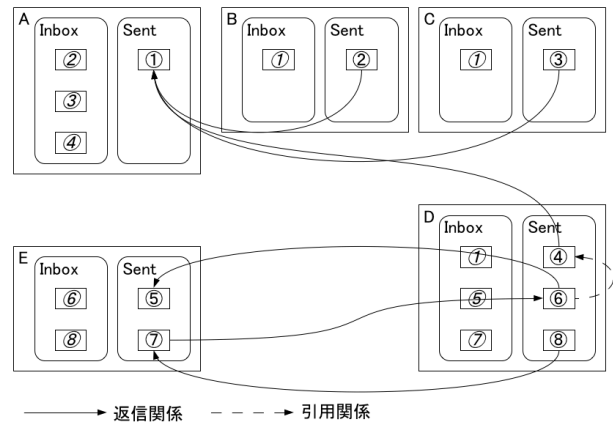 A
Inbox
②
③
④
Sent
①
B
Inbox
①
Sent
②
C
Inbox
①
Sent
③
D
Inbox
①
⑤
⑦
Sent
④
⑥
⑧
E
Inbox
⑥
⑧
Sent
⑤
⑦
返信関係
引用関係